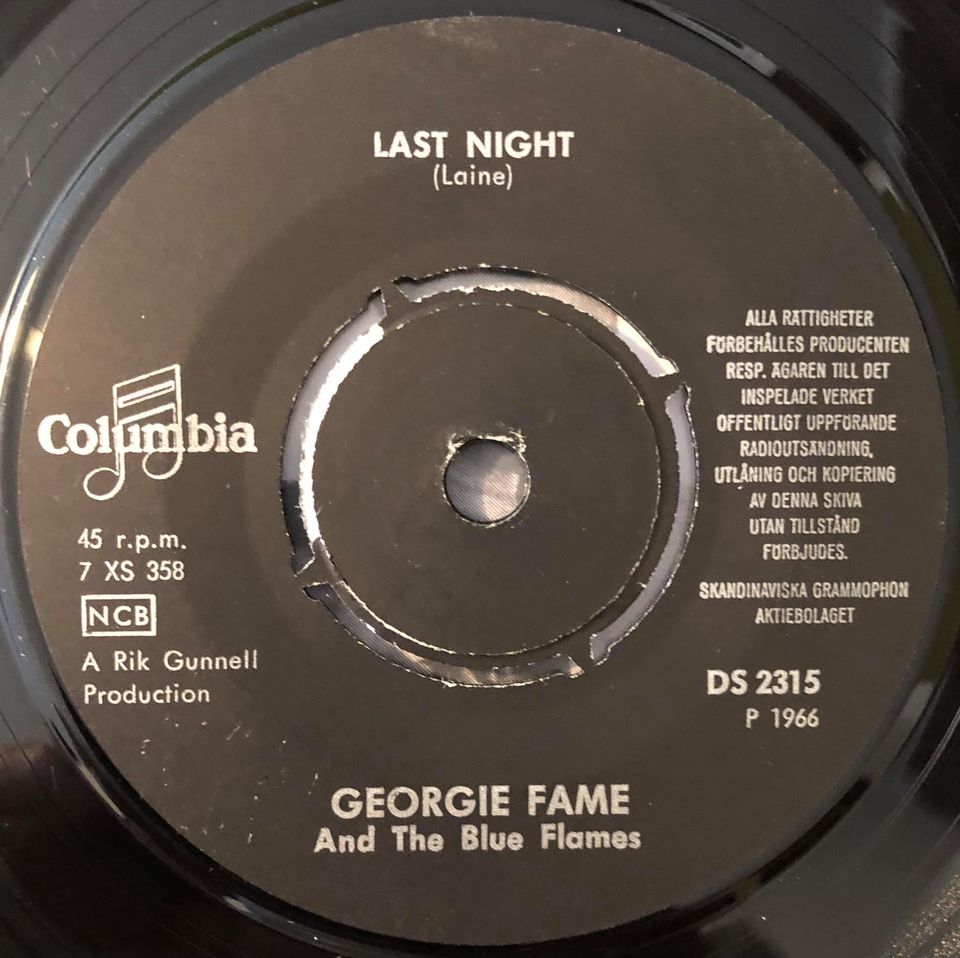 LAST NIGHT
(Laine)
Columbia
45 r.p.m.
7 XS 358
NCB
A Rik Gunnell
Production
ALLA RÄTTIGHETER
FÖRBEHÅLLES PRODUCENTEN
RESP. ÄGAREN TILL DET
INSPELADE VERKET
OFFENTLIGT UPPFÖRANDE
RADIOUTSÄNDNING,
UTLÅNING OCH KOPIERING
AV DENNA SKIVA
UTAN TILLSTÅND
FÖRBJUDES.
SKANDINAVISKA GRAMMOPHON
AKTIEBOLAGET
DS 2315
P 1966
GEORGIE FAME
And The Blue Flames